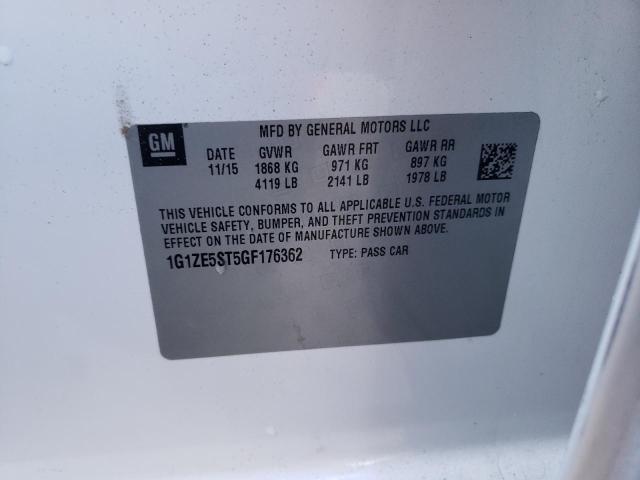 GM
MFD BY GENERAL MOTORS LLC
DATE GVWR GAWR FRT GAWR RR
11/15 1868 KG 971 KG 897 KG
4119 LB 2141 LB 1978 LB
THIS VEHICLE CONFORMS TO ALL APPLICABLE U.S. FEDERAL MOTOR
VEHICLE SAFETY, BUMPER, AND THEFT PREVENTION STANDARDS IN
EFFECT ON THE DATE OF MANUFACTURE SHOWN ABOVE.
1G1ZE5ST5GF176362 TYPE: PASS CAR